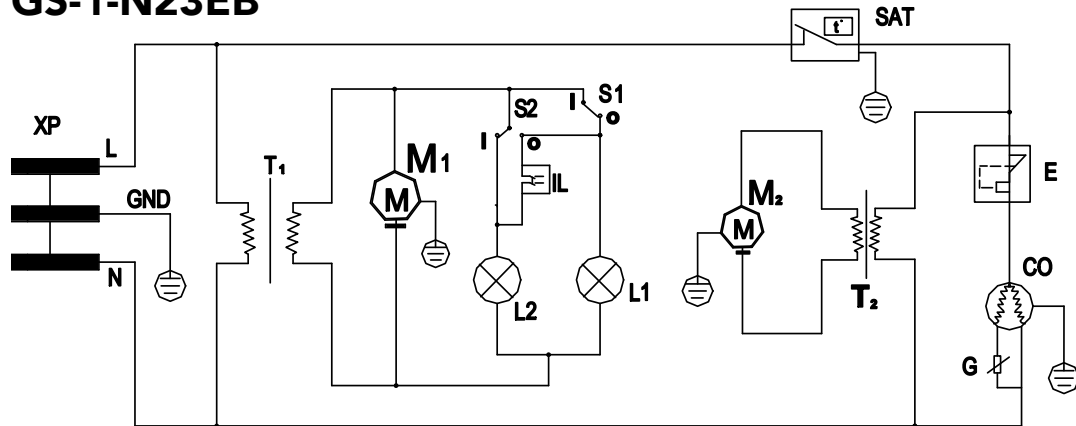 GS-1-N23EB
SAT
t°
XP
L
GND
N
T1
M1
M
S2
I
O
S1
I
O
IL
L2
L1
M2
M
T2
E
CO
G